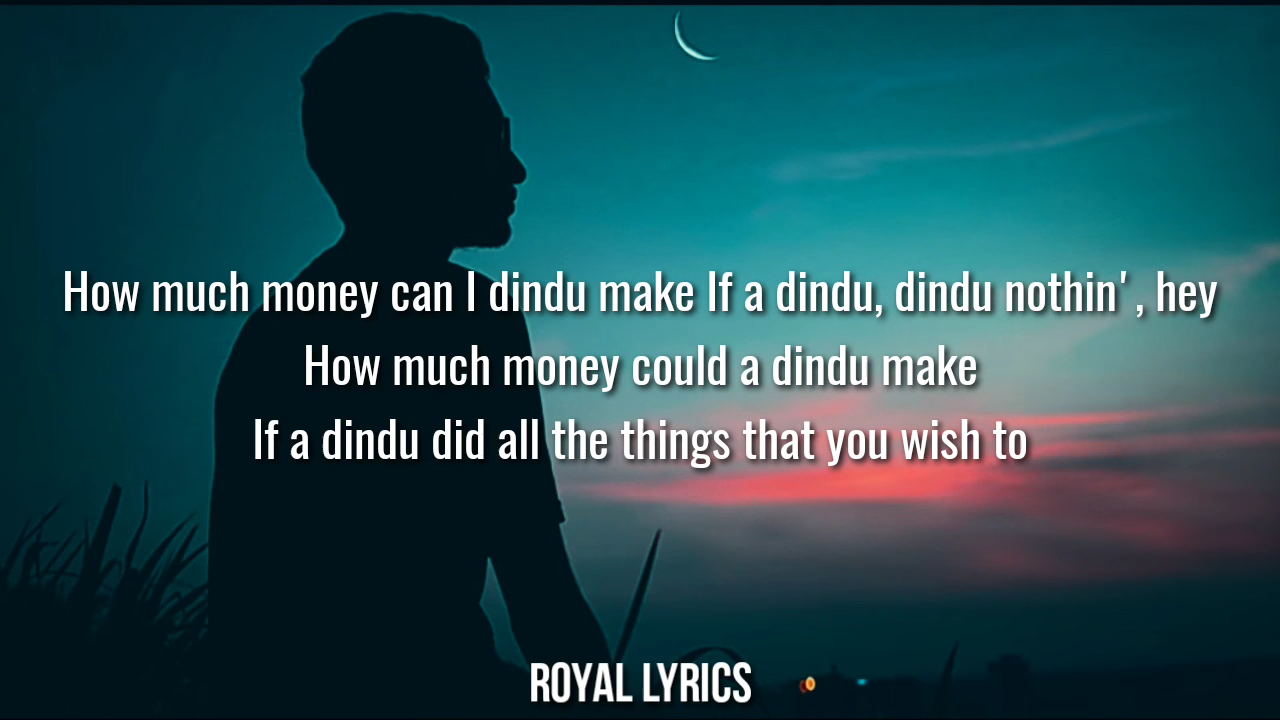 How much money can I dindu make If a dindu, dindu nothin', hey
How much money could a dindu make
If a dindu did all the things that you wish to
ROYAL LYRICS